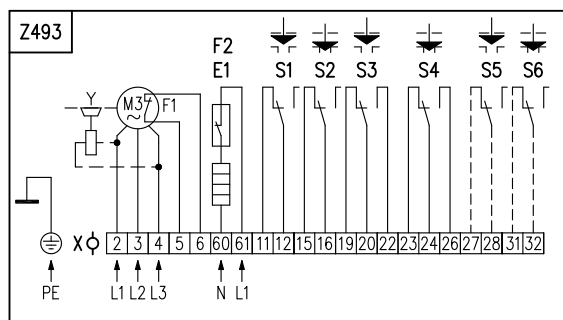 Z493
F2
E1 S1 S2 S3 S4 S5 S6
Y M3 ~ F1
X 2 3 4 5 6 60 61 11 12 15 16 19 20 22 23 24 26 27 28 31 32
PE L1 L2 L3 N L1